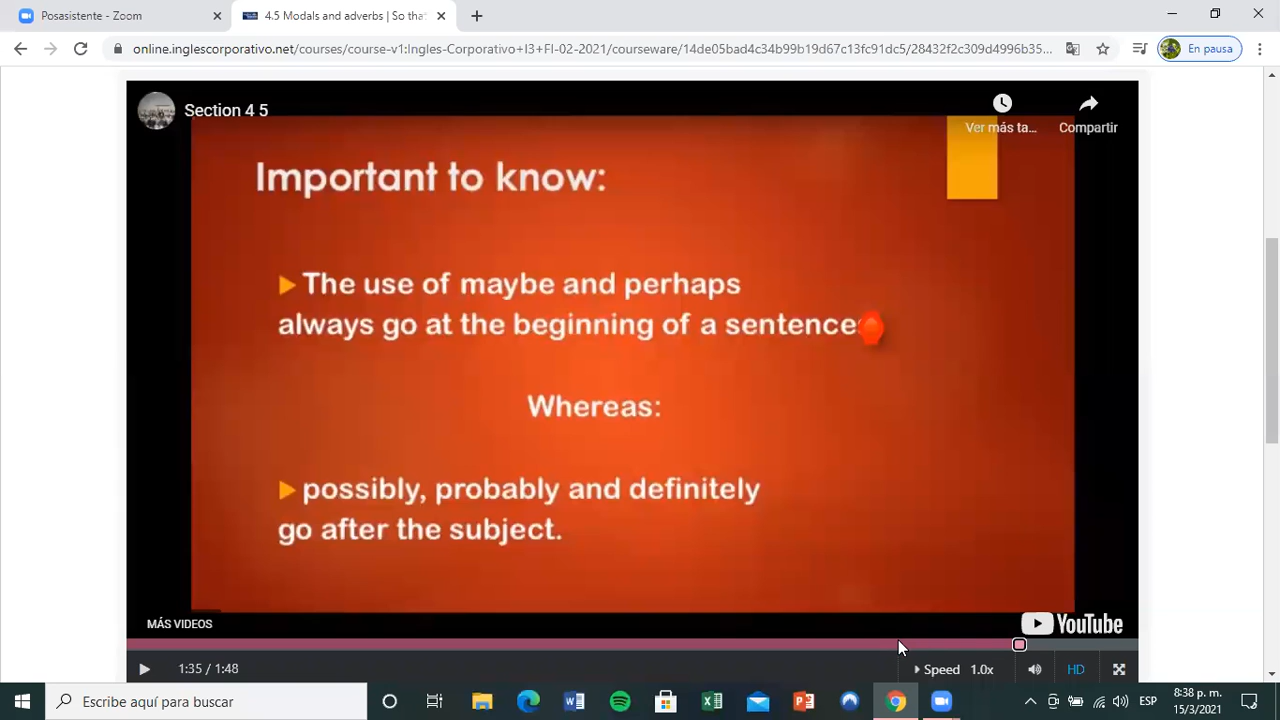 Posasistente - Zoom
4.5 Modals and adverbs | So that
online.inglescorporativo.net/courses/course-v1:Ingles-Corporativo+I3+FI-02-2021/courseware/14de05bad4c34b99b19d67c13fc91dc5/28432f2c309d4996b35...
En pausa
Section 4 5
Ver más ta...
Compartir
Important to know:
The use of maybe and perhaps
always go at the beginning of a sentence
Whereas:
possibly, probably and definitely
go after the subject.
MÁS VIDEOS
YouTube
1:35 / 1:48
Speed 1.0x
HD
Escribe aquí para buscar
ESP
8:38 p. m.
15/3/2021